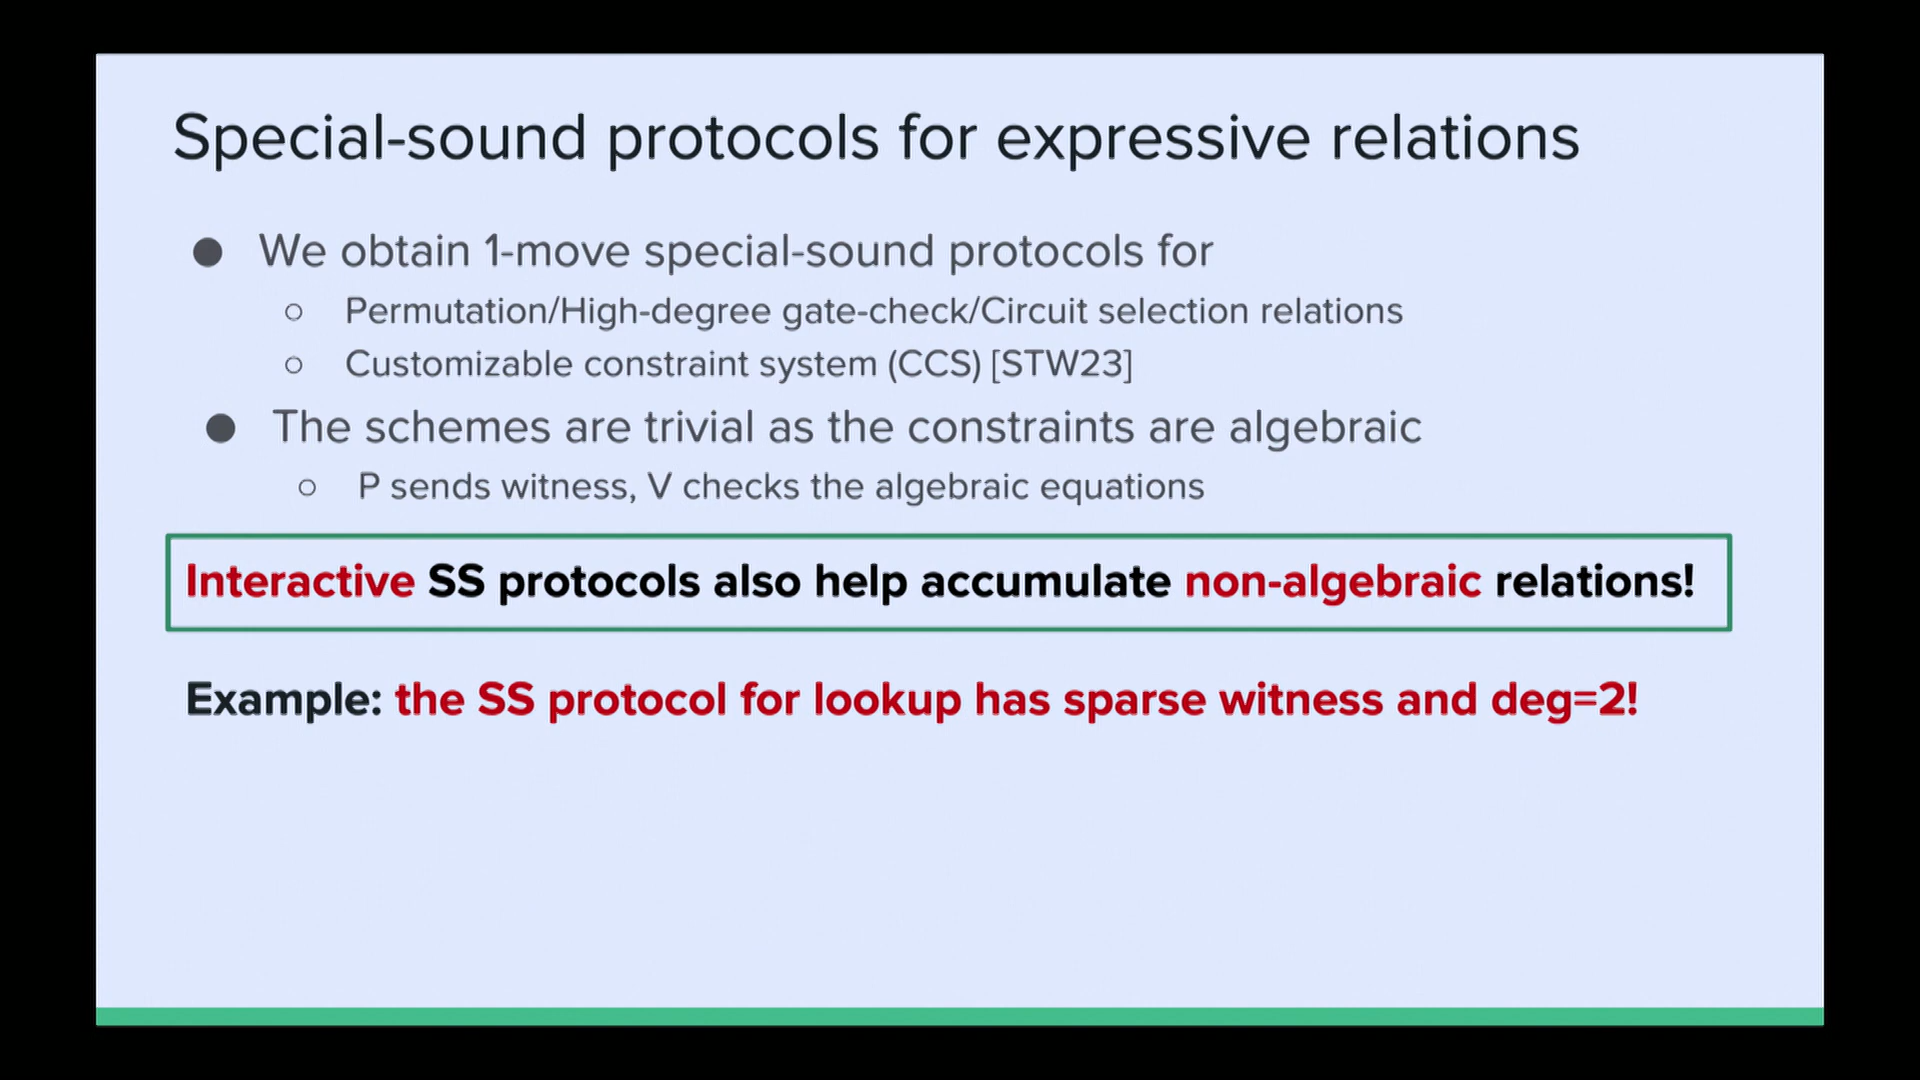 Special-sound protocols for expressive relations
● We obtain 1-move special-sound protocols for
○ Permutation/High-degree gate-check/Circuit selection relations
○ Customizable constraint system (CCS) [STW23]
● The schemes are trivial as the constraints are algebraic
○ P sends witness, V checks the algebraic equations
Interactive SS protocols also help accumulate non-algebraic relations!
Example: the SS protocol for lookup has sparse witness and deg=2!